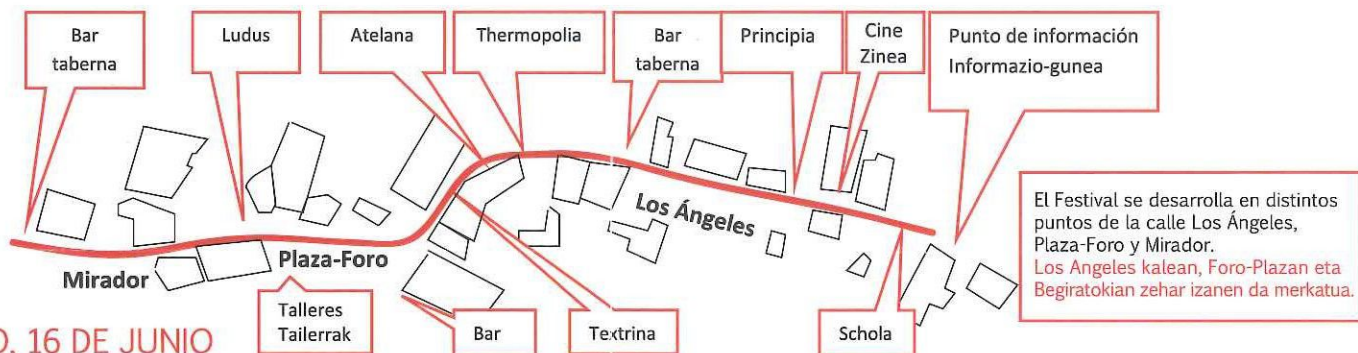 Bar
taberna
Ludus
Atelana
Thermopolia
Bar
taberna
Principia
Cine
Zinea
Punto de información
Informazio-gunea
Los Ángeles
Mirador
Plaza-Foro
El Festival se desarrolla en distintos
puntos de la calle Los Ángeles,
Plaza-Foro y Mirador.
Los Angeles kalean, Foro-Plazan eta
Begiratokian zehar izanen da merkatua.
Talleres
Tailerrak
Bar
Textrina
Schola
O, 16 DE JUNIO